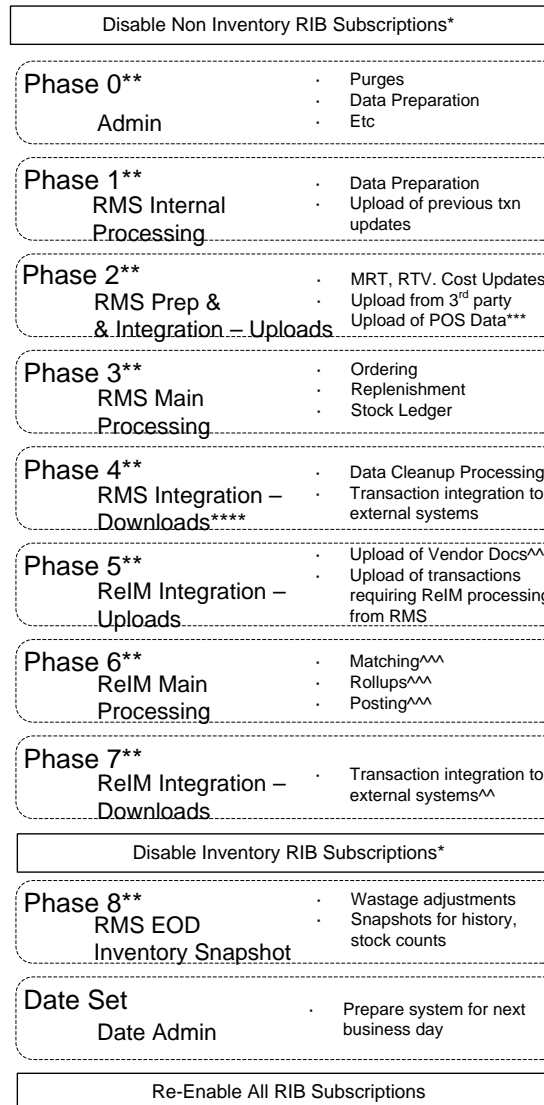 Disable Non Inventory RIB Subscriptions*
Phase 0**
Admin
· Purges
· Data Preparation
· Etc
Phase 1**
RMS Internal
Processing
· Data Preparation
· Upload of previous txn
updates
Phase 2**
RMS Prep &
& Integration – Uploads
· MRT, RTV. Cost Updates
· Upload from 3rd party
· Upload of POS Data***
Phase 3**
RMS Main
Processing
· Ordering
· Replenishment
· Stock Ledger
Phase 4**
RMS Integration –
Downloads****
· Data Cleanup Processing
· Transaction integration to
external systems
Phase 5**
ReIM Integration –
Uploads
· Upload of Vendor Docs^^
· Upload of transactions
requiring ReIM processing
from RMS
Phase 6**
ReIM Main
Processing
· Matching^^^
· Rollups^^^
· Posting^^^
Phase 7**
ReIM Integration –
Downloads
· Transaction integration to
external systems^^
Disable Inventory RIB Subscriptions*
Phase 8**
RMS EOD
Inventory Snapshot
· Wastage adjustments
· Snapshots for history,
stock counts
Date Set
Date Admin
· Prepare system for next
business day
Re-Enable All RIB Subscriptions